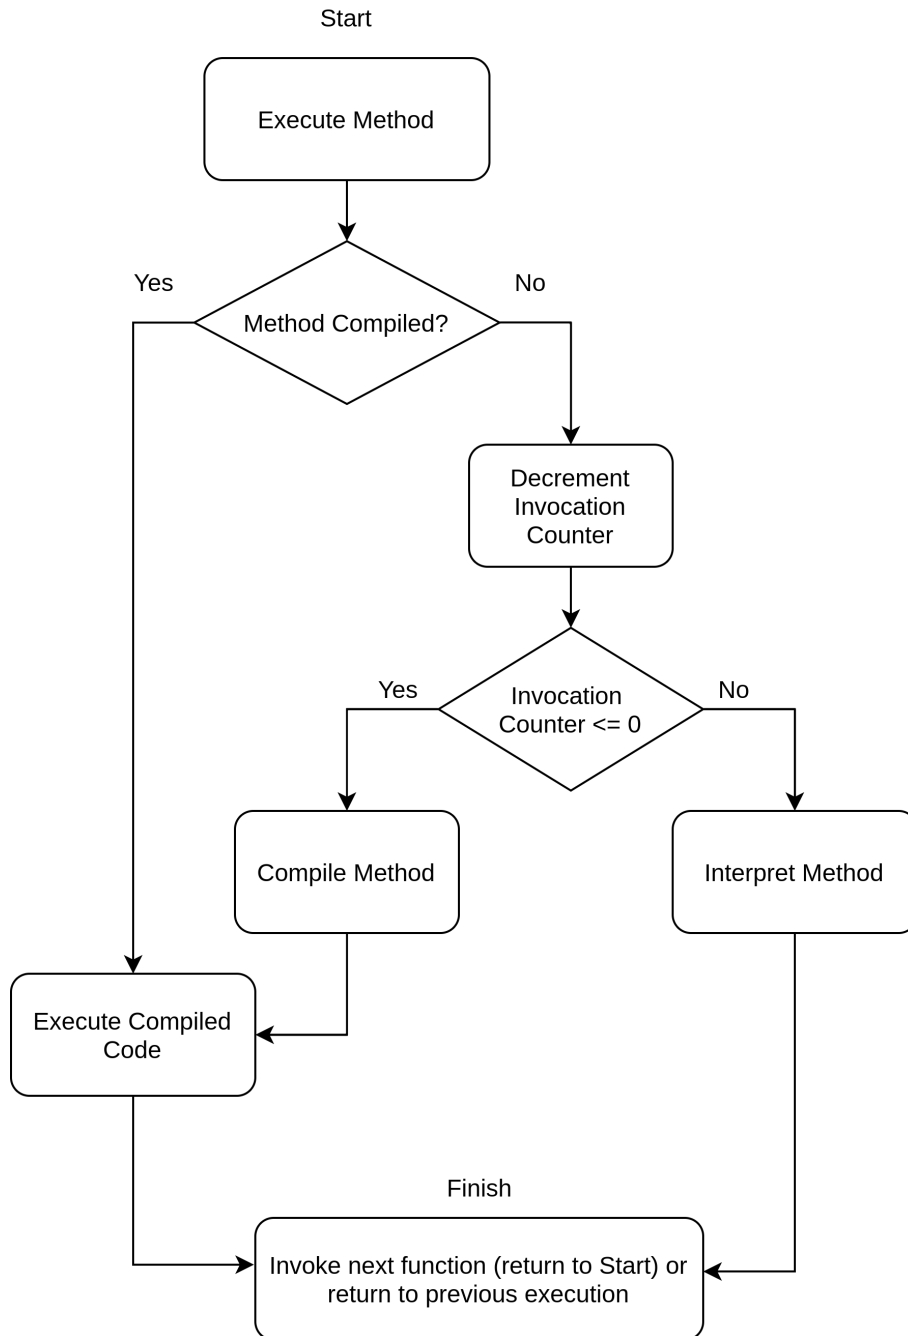 Start
Execute Method
Yes
No
Method Compiled?
Decrement
Invocation
Counter
Yes
No
Invocation
Counter <= 0
Compile Method
Interpret Method
Execute Compiled
Code
Finish
Invoke next function (return to Start) or
return to previous execution